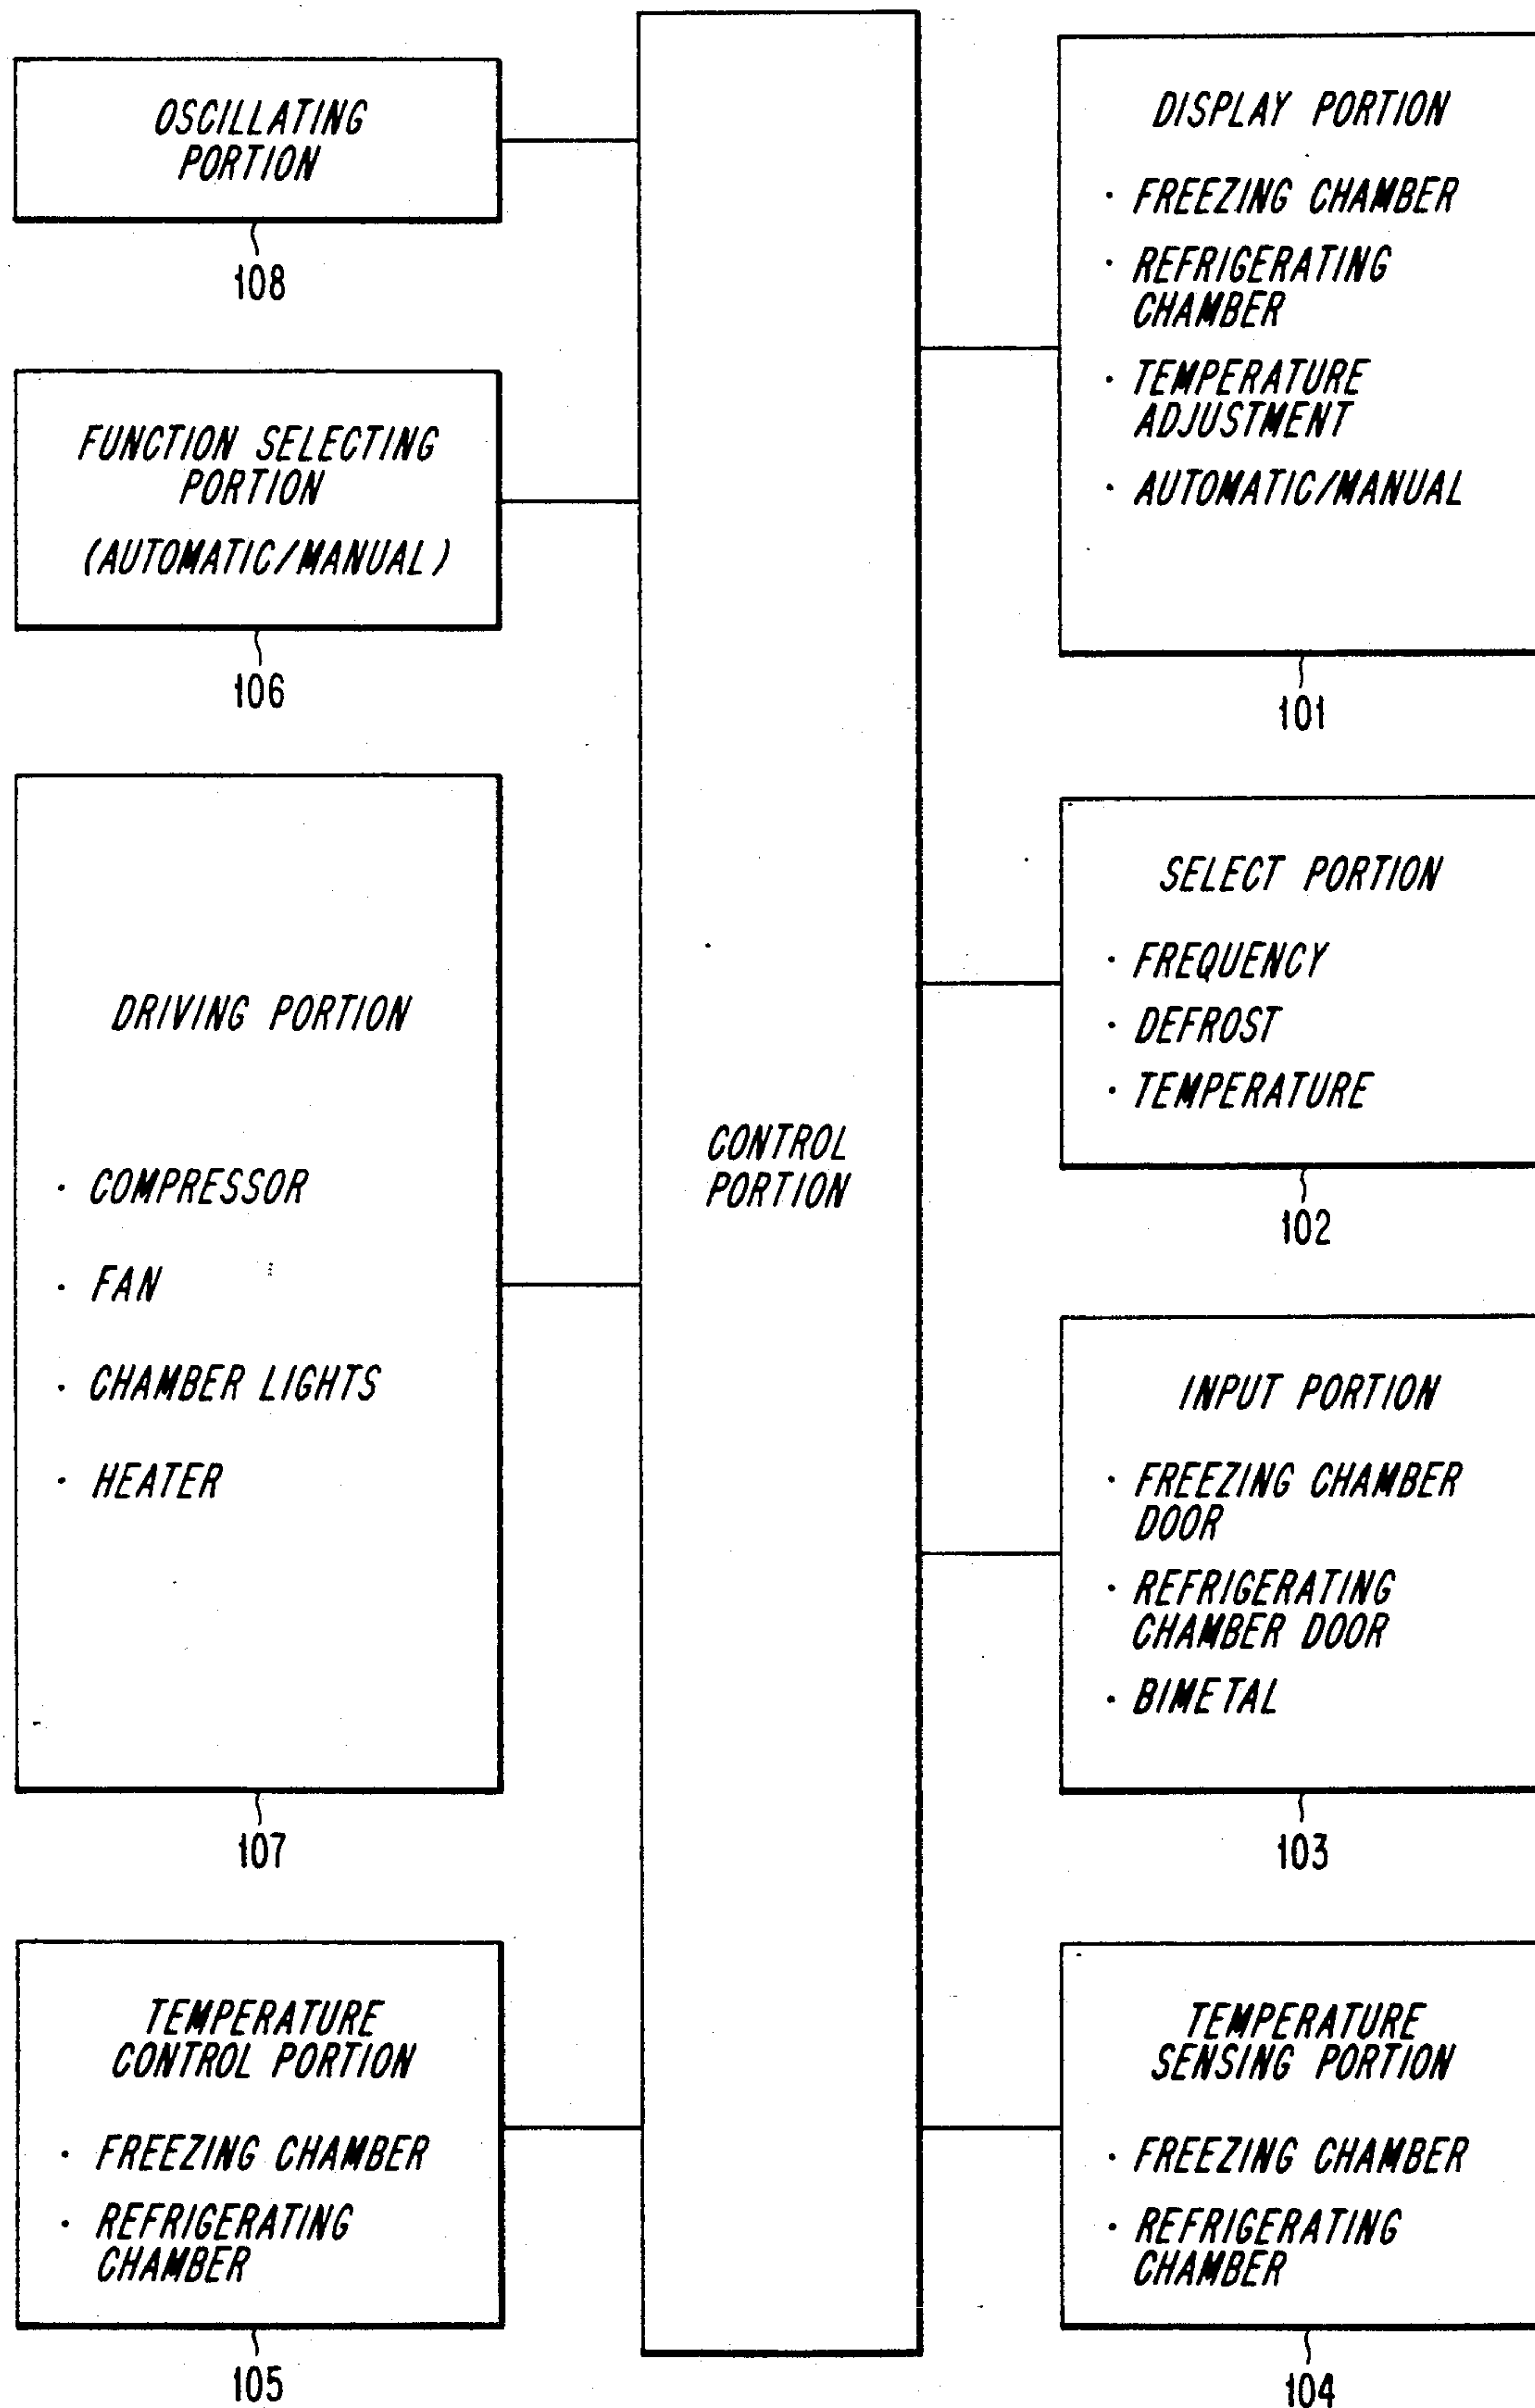 OSCILLATING
PORTION
108
FUNCTION SELECTING
PORTION
(AUTOMATIC/MANUAL)
106
DRIVING PORTION
· COMPRESSOR
· FAN
· CHAMBER LIGHTS
· HEATER
107
TEMPERATURE
CONTROL PORTION
· FREEZING CHAMBER
· REFRIGERATING
CHAMBER
105
CONTROL
PORTION
DISPLAY PORTION
· FREEZING CHAMBER
· REFRIGERATING
CHAMBER
· TEMPERATURE
ADJUSTMENT
· AUTOMATIC/MANUAL
101
SELECT PORTION
· FREQUENCY
· DEFROST
· TEMPERATURE
102
INPUT PORTION
· FREEZING CHAMBER
DOOR
· REFRIGERATING
CHAMBER DOOR
· BIMETAL
103
TEMPERATURE
SENSING PORTION
· FREEZING CHAMBER
· REFRIGERATING
CHAMBER
104